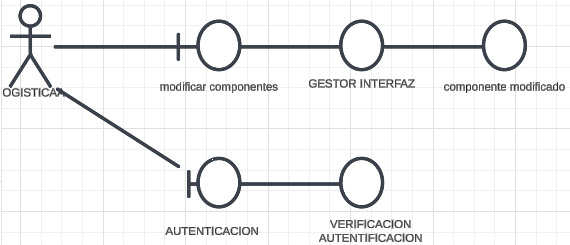 OGISTICA
modificar componentes
GESTOR INTERFAZ
componente modificado
AUTENTICACION
VERIFICACION
AUTENTIFICACION